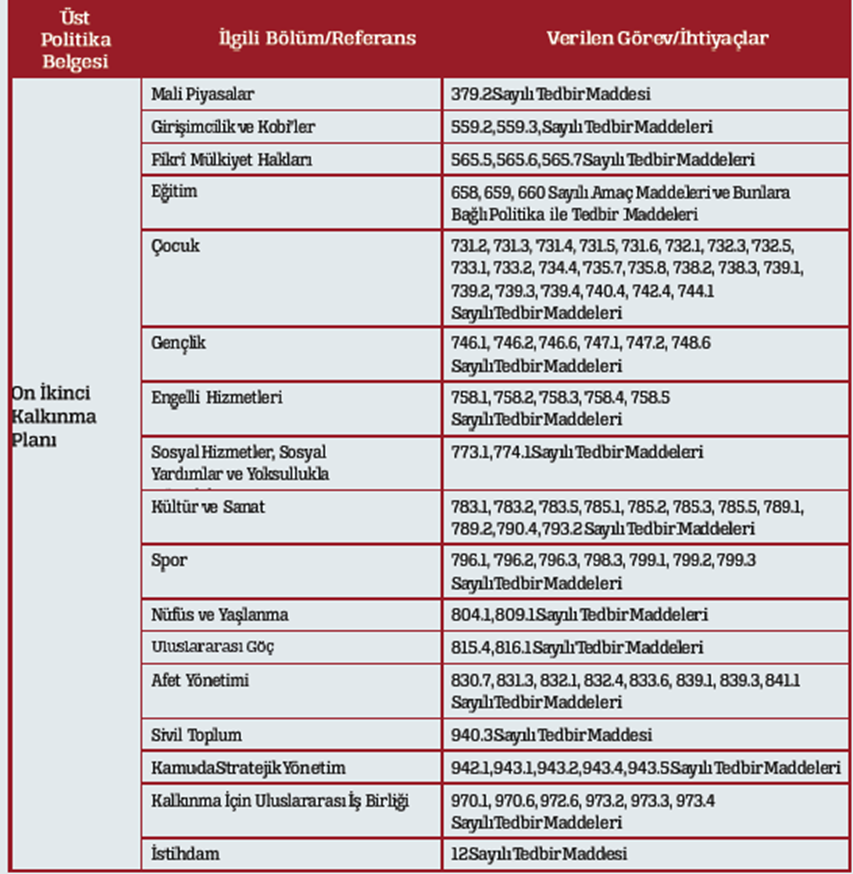 Üst
Politika
Belgesi
İlgili Bölüm/Referans
Verilen Görev/İhtiyaçlar
On İkinci
Kalkınma
Planı
Mali Piyasalar
379.2Sayılı Tedbir Maddesi
Girişimcilik ve Kobi'ler
559.2,559.3,Sayılı Tedbir Maddeleri
Fikrî Mülkiyet Hakları
565.5,565.6,565.7Sayılı Tedbir Maddeleri
Eğitim
658, 659, 660 Sayılı Amaç Maddeleri ve Bunlara
Bağlı Politika ile Tedbir Maddeleri
Çocuk
731.2, 731.3, 731.4, 731.5, 731.6, 732.1, 732.3, 732.5,
733.1, 733.2, 734.4, 735.7, 735.8, 738.2, 738.3, 739.1,
739.2, 739.3, 739.4, 740.4, 742.4, 744.1
Sayılı Tedbir Maddeleri
Gençlik
746.1, 746.2, 746.6, 747.1, 747.2, 748.6
Sayılı Tedbir Maddeleri
Engelli Hizmetleri
758.1, 758.2, 758.3, 758.4, 758.5
Sayılı Tedbir Maddeleri
Sosyal Hizmetler, Sosyal
Yardımlar ve Yoksullukla
773.1,774.1Sayılı Tedbir Maddeleri
Kültür ve Sanat
783.1, 783.2, 783.5, 785.1, 785.2, 785.3, 785.5, 789.1,
789.2, 790.4, 793.2 Sayılı Tedbir Maddeleri
Spor
796.1, 796.2, 796.3, 798.3, 799.1, 799.2, 799.3
Sayılı Tedbir Maddeleri
Nüfüs ve Yaşlanma
804.1,809.1Sayılı Tedbir Maddeleri
Uluslararası Göç
815.4,816.1Sayılı Tedbir Maddeleri
Afet Yönetimi
830.7, 831.3, 832.1, 832.4, 833.6, 839.1, 839.3, 841.1
Sayılı Tedbir Maddeleri
Sivil Toplum
940.3Sayılı Tedbir Maddesi
Kamuda Stratejik Yönetim
942.1,943.1,943.2,943.4,943.5Sayılı Tedbir Maddeleri
Kalkınma İçin Uluslararası İş Birliği
970.1, 970.6, 972.6, 973.2, 973.3, 973.4
Sayılı Tedbir Maddeleri
İstihdam
12Sayılı Tedbir Maddesi